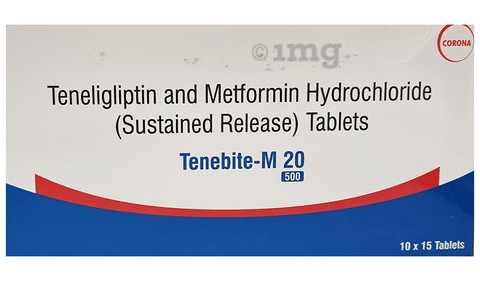 CORONA
©1mg
Teneligliptin and Metformin Hydrochloride
(Sustained Release) Tablets
Tenebite-M 20
500
10 x 15 Tablets